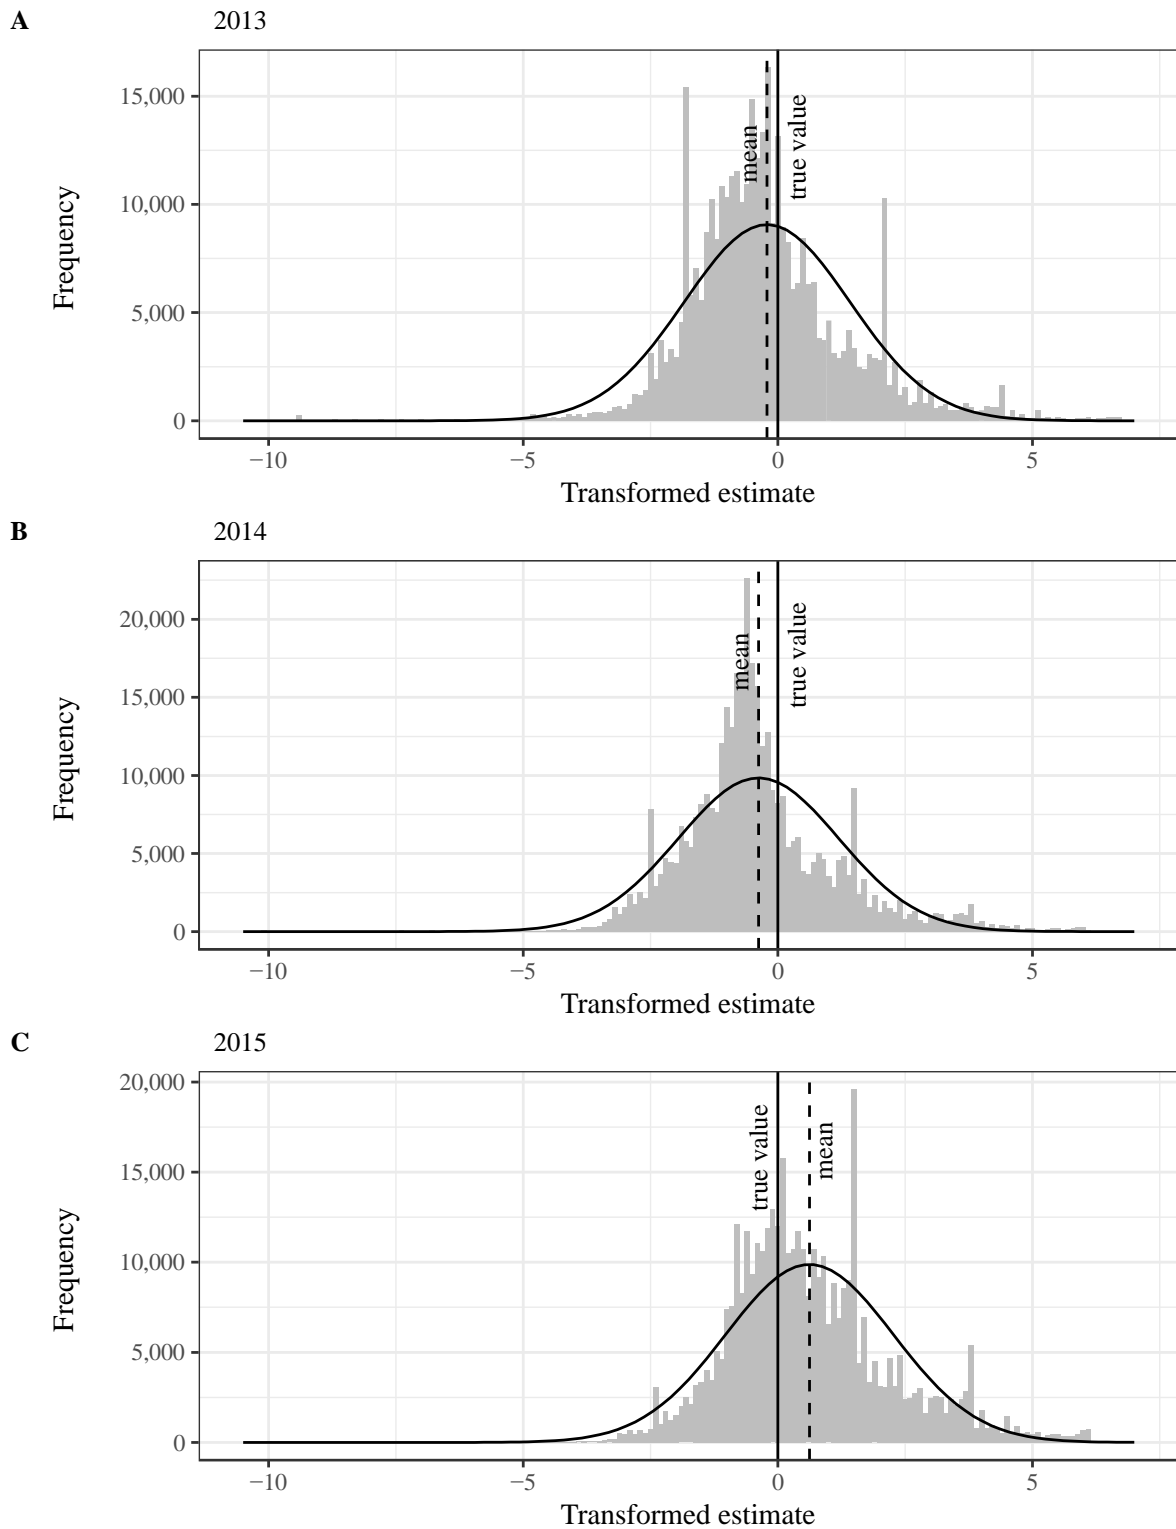 A 2013
15,000
10,000
5,000
0
Frequency
mean
true value
−10 −5 0 5
Transformed estimate
B 2014
20,000
15,000
10,000
5,000
0
Frequency
mean
true value
−10 −5 0 5
Transformed estimate
C 2015
20,000
15,000
10,000
5,000
0
Frequency
true value
mean
−10 −5 0 5
Transformed estimate